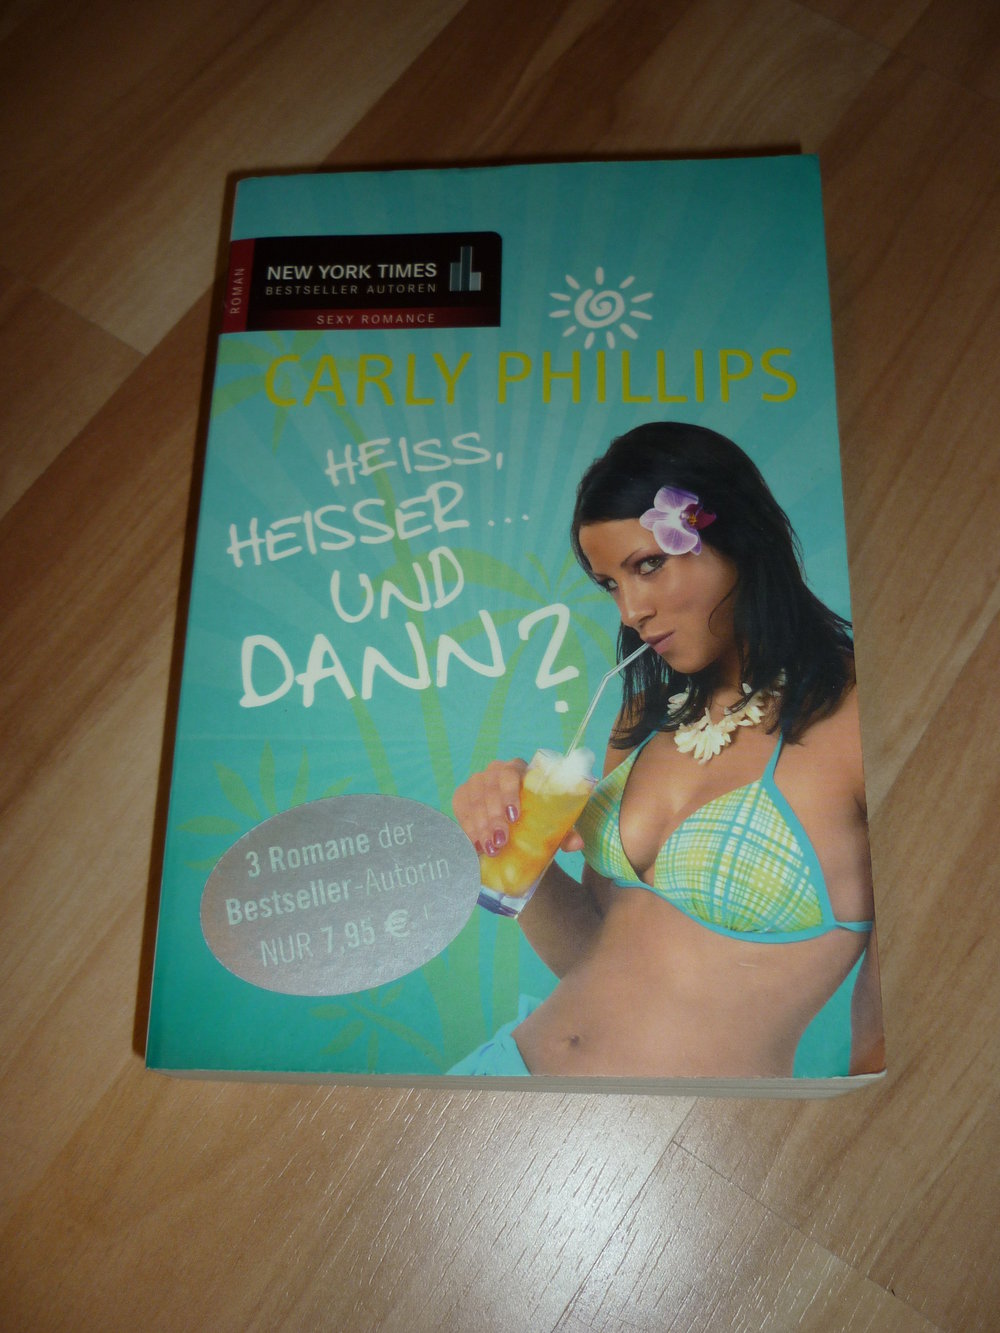 ROMAN
NEW YORK TIMES
BESTSELLER AUTOREN
SEXY ROMANCE
CARLY PHILLIPS
HEISS,
HEISSER...
UND
DANN?
3 Romane der
Bestseller-Autorin
NUR 7,95 €